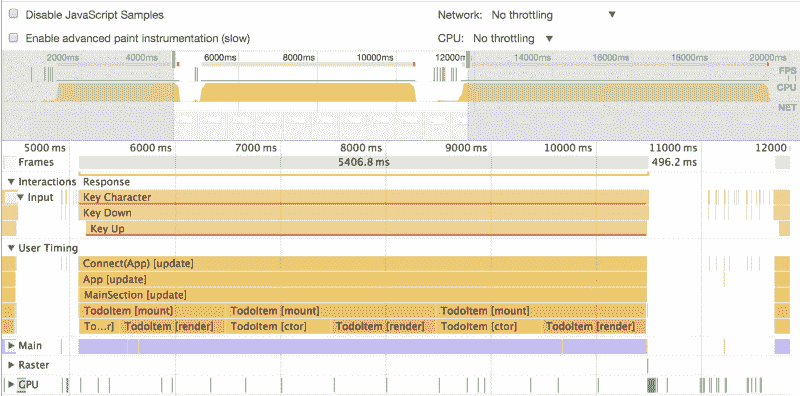 Disable JavaScript Samples Network: No throttling ▼
Enable advanced paint instrumentation (slow) CPU: No throttling ▼
2000ms 4000ms 6000ms 8000ms 10000ms 12000ms 14000ms 16000ms 18000ms 20000ms
FPS
CPU
NET
5000 ms 6000 ms 7000 ms 8000 ms 9000 ms 10000 ms 11000 ms 12000
Frames 5406.8 ms 496.2 ms
▼ Interactions Response
▼ Input Key Character
Key Down
Key Up
▼ User Timing
Connect(App) [update]
App [update]
MainSection [update]
TodoItem [mount] TodoItem [mount] TodoItem [mount]
To...r] TodoItem [render] TodoItem [ctor] TodoItem [render] TodoItem [ctor] TodoItem [render]
▶ Main
▶ Raster
▶ GPU